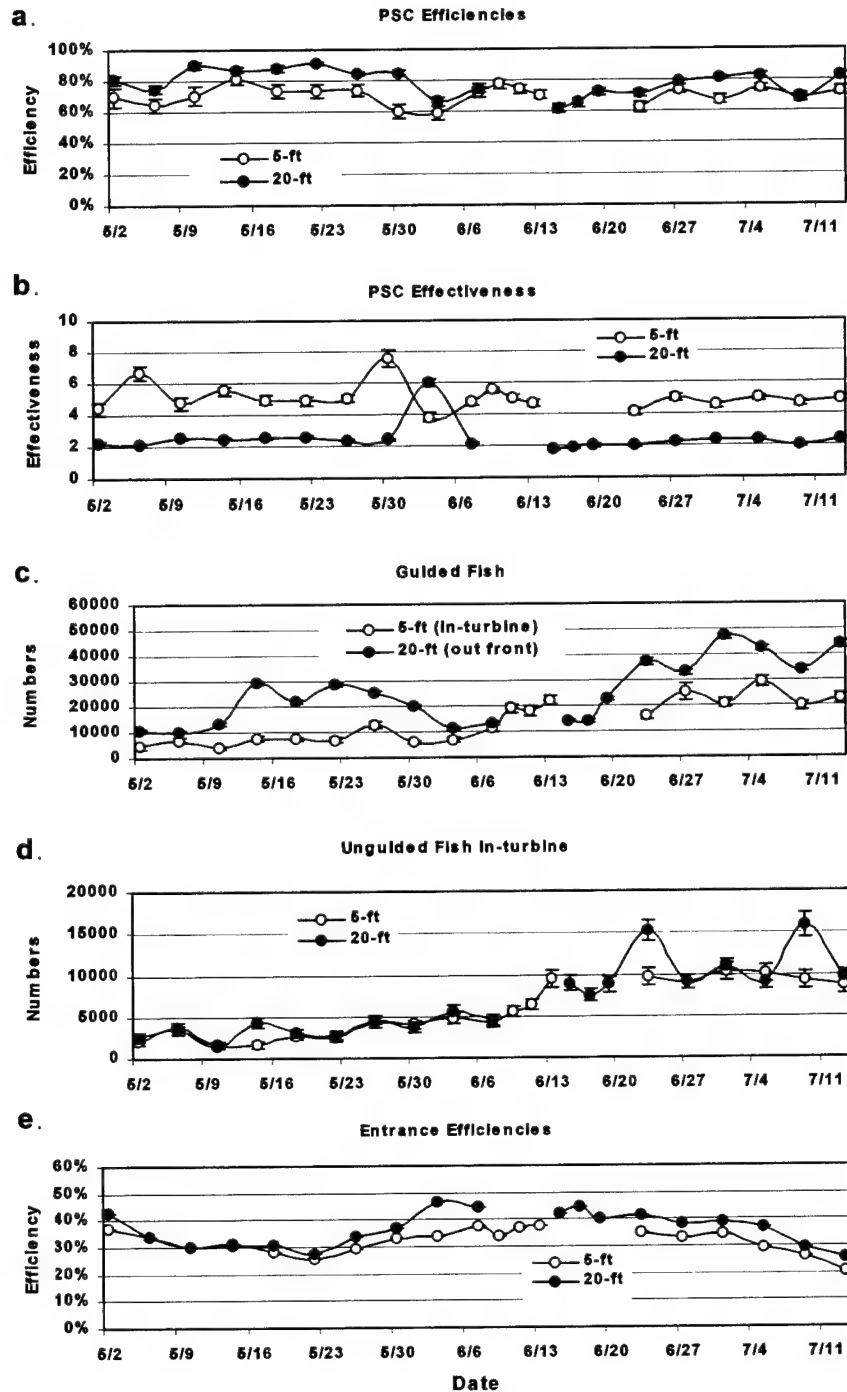 a.
PSC Efficiencies
Efficiency
100%
80%
60%
40%
20%
0%
5-ft
20-ft
5/2 5/9 5/16 5/23 5/30 6/6 6/13 6/20 6/27 7/4 7/11
b.
PSC Effectiveness
Effectiveness
10
8
6
4
2
0
5-ft
20-ft
5/2 5/9 5/16 5/23 5/30 6/6 6/13 6/20 6/27 7/4 7/11
c.
Guided Fish
Numbers
60000
50000
40000
30000
20000
10000
0
5-ft (in-turbine)
20-ft (out front)
5/2 5/9 5/16 5/23 5/30 6/6 6/13 6/20 6/27 7/4 7/11
d.
Unguided Fish In-turbine
Numbers
20000
15000
10000
5000
0
5-ft
20-ft
5/2 5/9 5/16 5/23 5/30 6/6 6/13 6/20 6/27 7/4 7/11
e.
Entrance Efficiencies
Efficiency
60%
50%
40%
30%
20%
10%
0%
5-ft
20-ft
5/2 5/9 5/16 5/23 5/30 6/6 6/13 6/20 6/27 7/4 7/11
Date